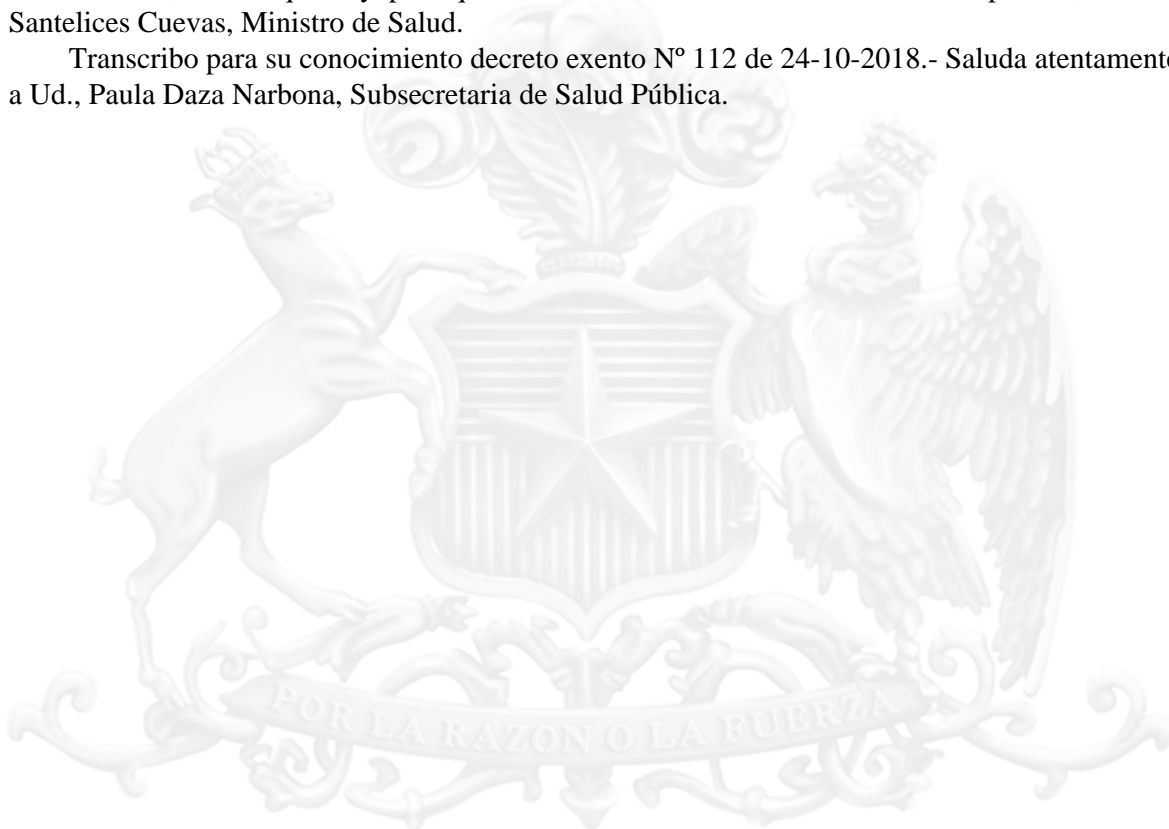 Santelices Cuevas, Ministro de Salud.
Transcribo para su conocimiento decreto exento Nº 112 de 24-10-2018.- Saluda atentamente
a Ud., Paula Daza Narbona, Subsecretaria de Salud Pública.
POR LA RAZON O LA FUERZA